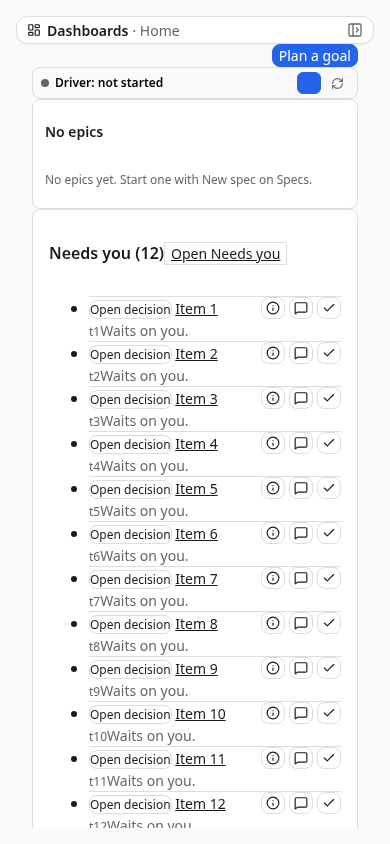 Dashboards · Home
Plan a goal
Driver: not started
No epics
No epics yet. Start one with New spec on Specs.
Needs you (12) Open Needs you
Open decision Item 1
t1Waits on you.
Open decision Item 2
t2Waits on you.
Open decision Item 3
t3Waits on you.
Open decision Item 4
t4Waits on you.
Open decision Item 5
t5Waits on you.
Open decision Item 6
t6Waits on you.
Open decision Item 7
t7Waits on you.
Open decision Item 8
t8Waits on you.
Open decision Item 9
t9Waits on you.
Open decision Item 10
t10Waits on you.
Open decision Item 11
t11Waits on you.
Open decision Item 12
t12Waits on you.